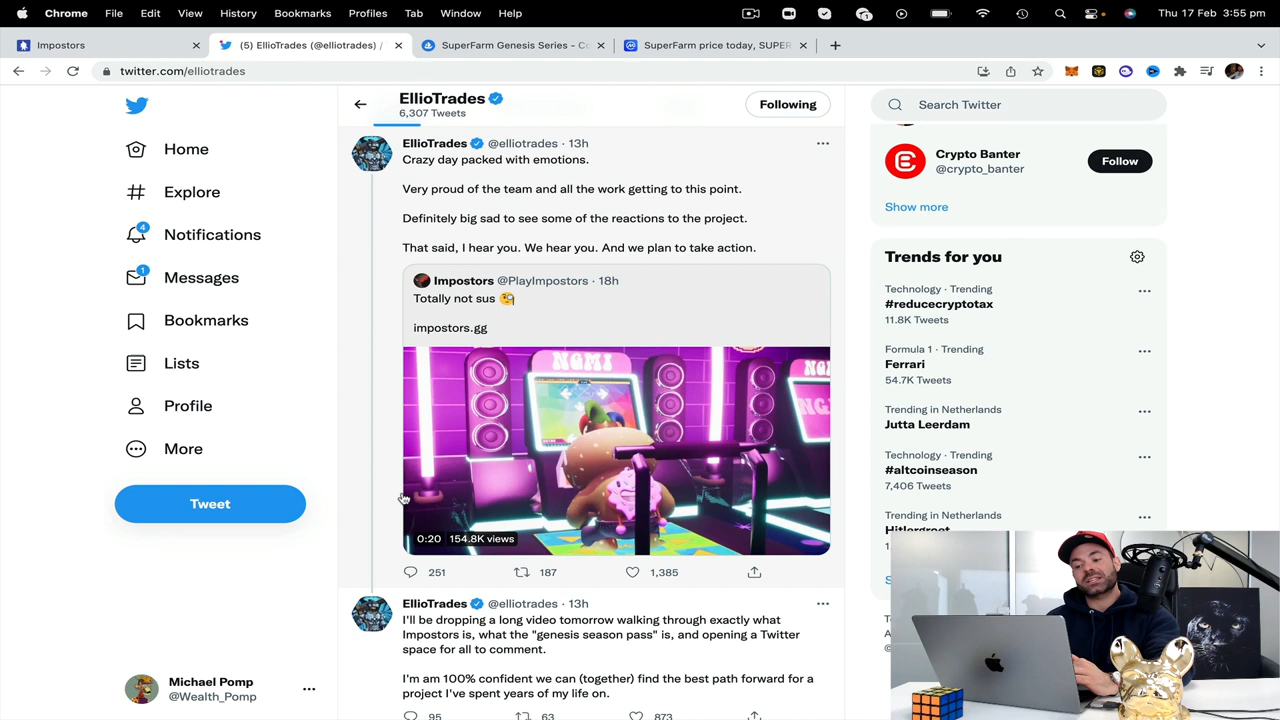 Chrome File Edit View History Bookmarks Profiles Tab Window Help
1
Thu 17 Feb 3:55 pm
Impostors
(5) EllioTrades (@elliotrades) /
SuperFarm Genesis Series - Co
SuperFarm price today, SUPER
twitter.com/elliotrades
Home
Explore
4
Notifications
1
Messages
Bookmarks
Lists
Profile
More
Tweet
Michael Pomp
@Wealth_Pomp
EllioTrades
6,307 Tweets
Following
EllioTrades @elliotrades · 13h
Crazy day packed with emotions.
Very proud of the team and all the work getting to this point.
Definitely big sad to see some of the reactions to the project.
That said, I hear you. We hear you. And we plan to take action.
Impostors @PlayImpostors · 18h
Totally not sus
impostors.gg
NGMI
0:20 154.8K views
251 187 1,385
EllioTrades @elliotrades · 13h
I'll be dropping a long video tomorrow walking through exactly what
Impostors is, what the "genesis season pass" is, and opening a Twitter
space for all to comment.
I'm am 100% confident we can (together) find the best path forward for a
project I've spent years of my life on.
95 63 873
Search Twitter
Crypto Banter
@crypto_banter
Follow
Show more
Trends for you
Technology · Trending
#reducecryptotax
11.8K Tweets
Formula 1 · Trending
Ferrari
54.7K Tweets
Trending in Netherlands
Jutta Leerdam
Technology · Trending
#altcoinseason
7,406 Tweets
Trending in Netherlands
Hitlergroet